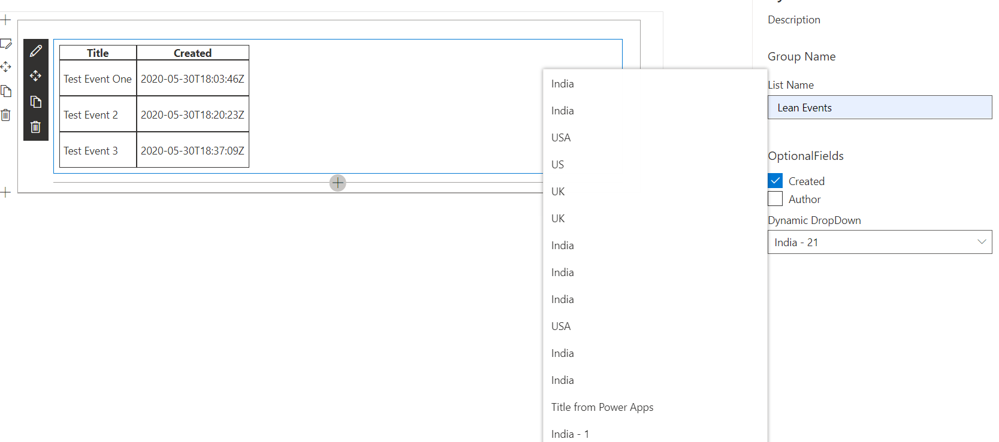 Title Created
Test Event One 2020-05-30T18:03:46Z
Test Event 2 2020-05-30T18:20:23Z
Test Event 3 2020-05-30T18:37:09Z
India
India
USA
US
UK
UK
India
India
India
USA
India
India
Title from Power Apps
India - 1
Description
Group Name
List Name
Lean Events
OptionalFields
Created
Author
Dynamic DropDown
India - 21